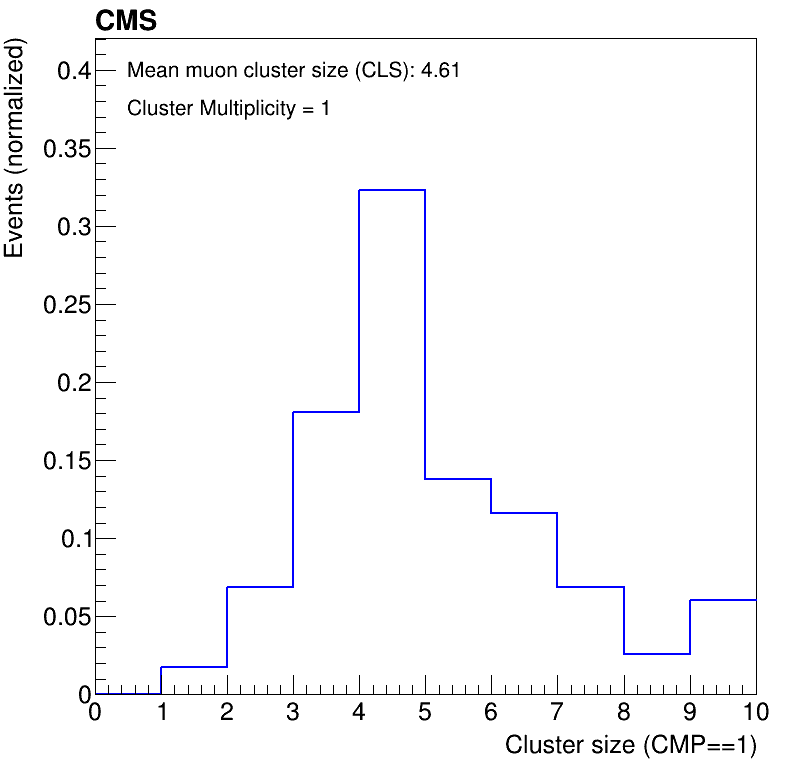 CMS
Mean muon cluster size (CLS): 4.61
Cluster Multiplicity = 1
Events (normalized)
0.4
0.35
0.3
0.25
0.2
0.15
0.1
0.05
0
0 1 2 3 4 5 6 7 8 9 10
Cluster size (CMP==1)